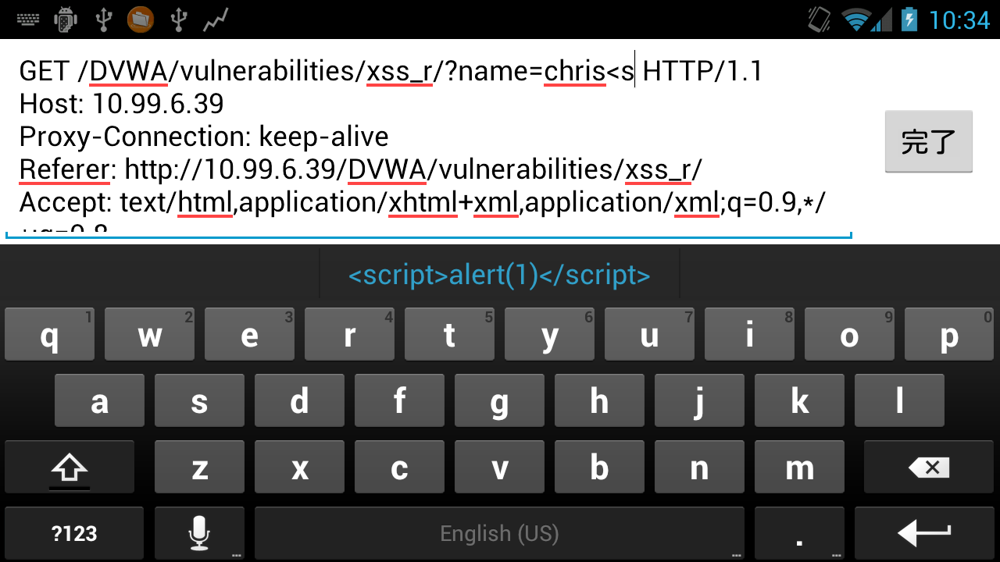 10:34
GET /DVWA/vulnerabilities/xss_r/?name=chris<s HTTP/1.1
Host: 10.99.6.39
Proxy-Connection: keep-alive
Referer: http://10.99.6.39/DVWA/vulnerabilities/xss_r/
Accept: text/html,application/xhtml+xml,application/xml;q=0.9,*/
完了
<script>alert(1)</script>
q 1 w 2 e 3 r 4 t 5 y 6 u 7 i 8 o 9 p 0
a s d f g h j k l
z x c v b n m
?123 English (US) .